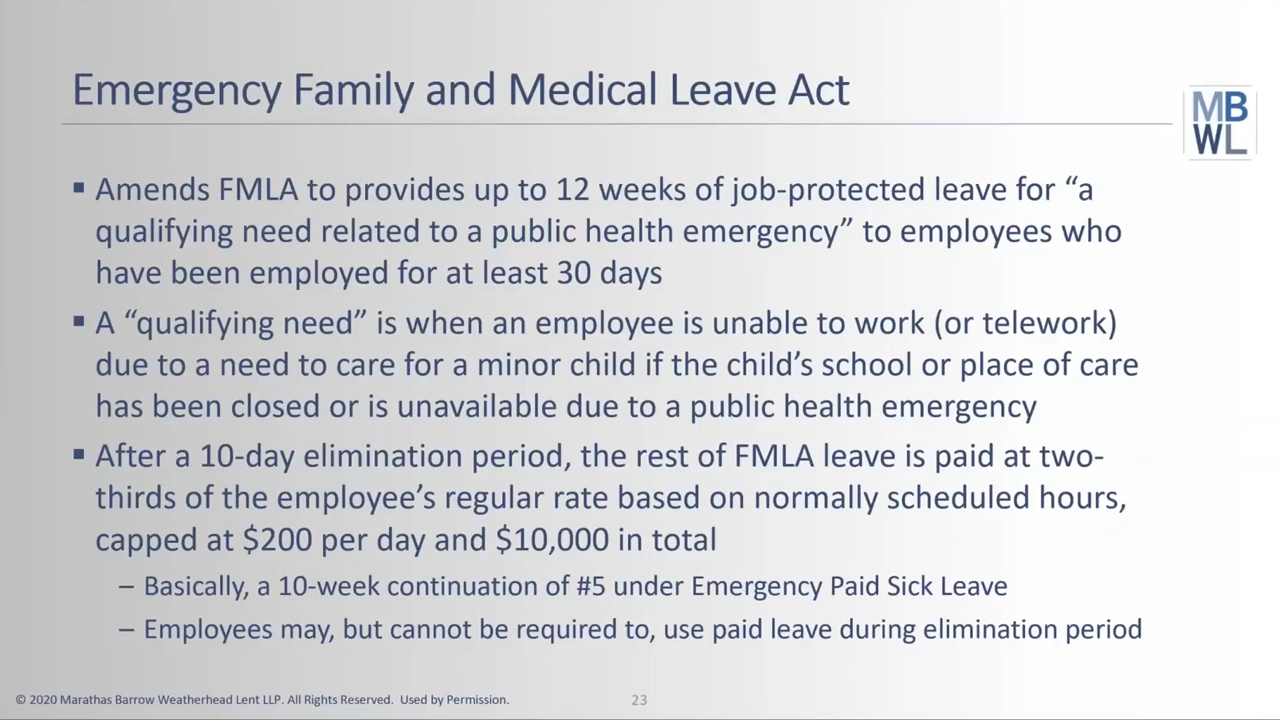 Emergency Family and Medical Leave Act
MB
WL
▪ Amends FMLA to provides up to 12 weeks of job-protected leave for “a
qualifying need related to a public health emergency” to employees who
have been employed for at least 30 days
▪ A “qualifying need” is when an employee is unable to work (or telework)
due to a need to care for a minor child if the child’s school or place of care
has been closed or is unavailable due to a public health emergency
▪ After a 10-day elimination period, the rest of FMLA leave is paid at two-
thirds of the employee’s regular rate based on normally scheduled hours,
capped at $200 per day and $10,000 in total
– Basically, a 10-week continuation of #5 under Emergency Paid Sick Leave
– Employees may, but cannot be required to, use paid leave during elimination period
© 2020 Marathas Barrow Weatherhead Lent LLP. All Rights Reserved. Used by Permission.
23